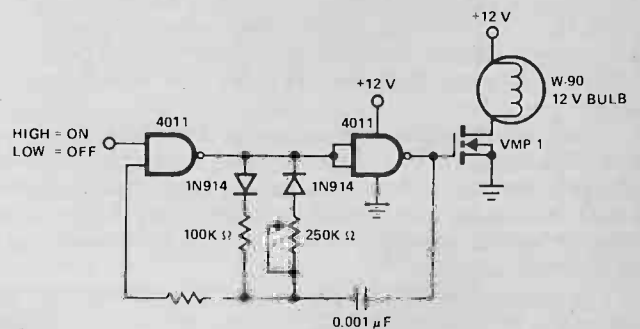 +12 V
W-90
12 V BULB
+12 V
4011
4011
HIGH = ON
LOW = OFF
VMP 1
1N914
1N914
100K Ω
250K Ω
0.001 μF